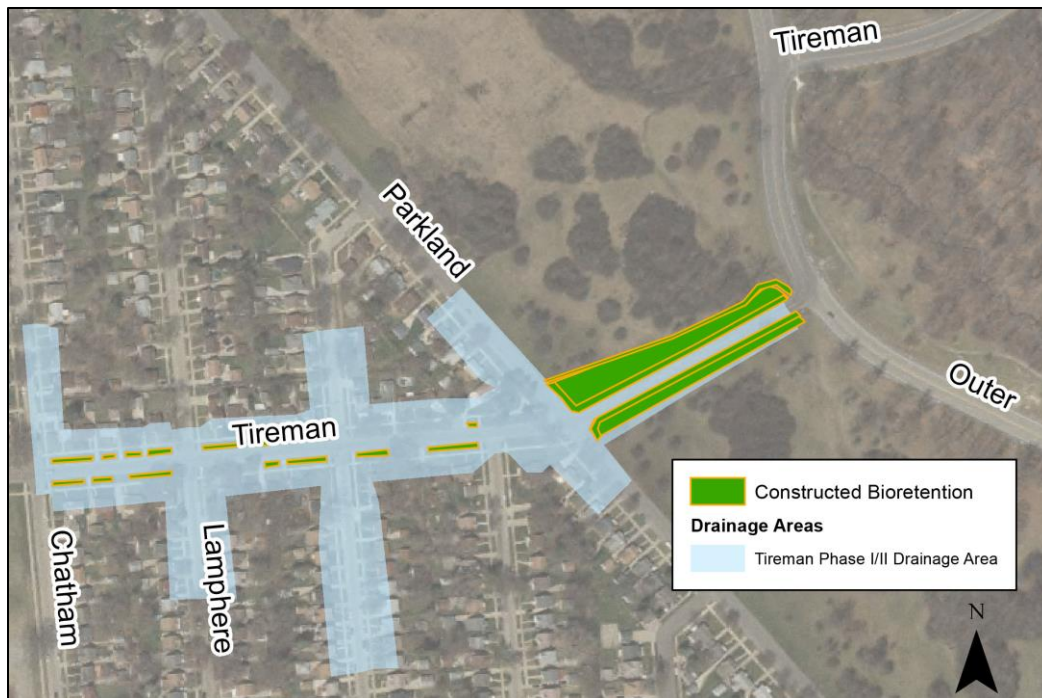 Tireman
Parkland
Outer
Tireman
Chatham
Lamphere
Constructed Bioretention
Drainage Areas
Tireman Phase I/II Drainage Area
N